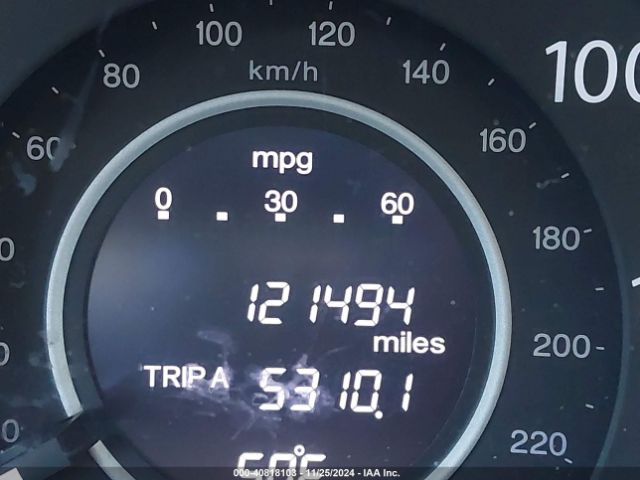 100 120
80 km/h 140 100
60 mpg 160
0 30 60
180
121494
miles
200
TRIP A 5310.1
220
000-40818103 - 11/25/2024 - IAA Inc.